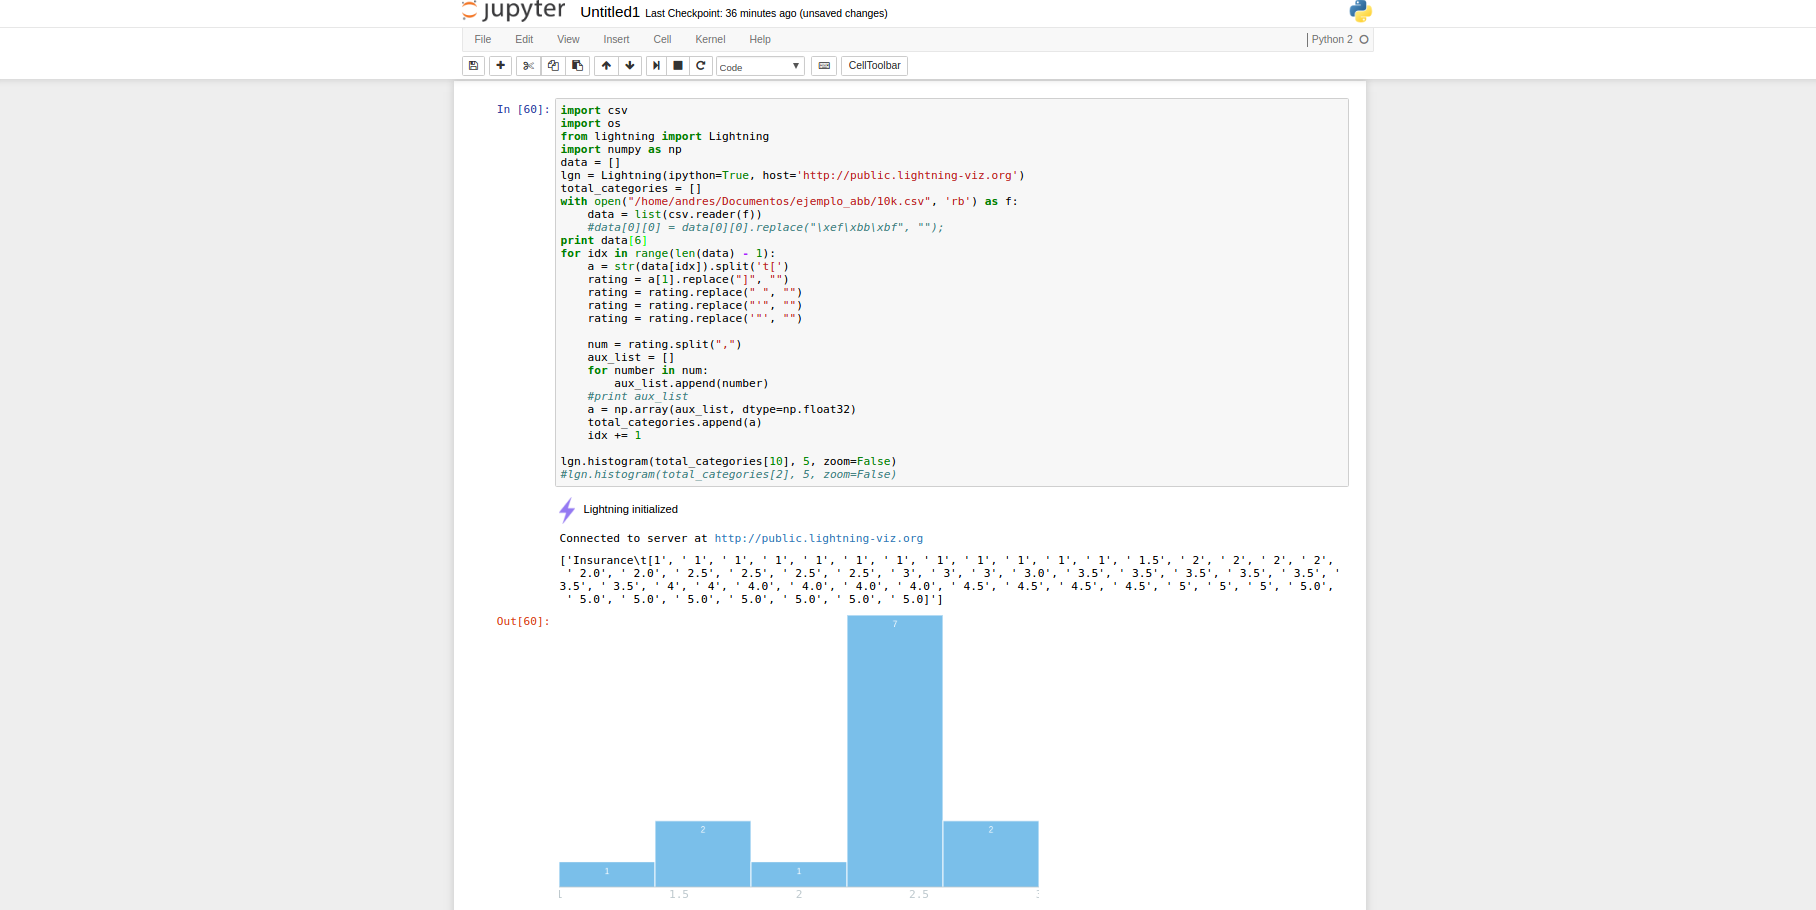 jupyter Untitled1 Last Checkpoint: 36 minutes ago (unsaved changes)
File Edit View Insert Cell Kernel Help Python 2
Code CellToolbar
In [60]:
import csv
import os
from lightning import Lightning
import numpy as np
data = []
lgn = Lightning(ipython=True, host='http://public.lightning-viz.org')
total_categories = []
with open("/home/andres/Documentos/ejemplo_abb/10k.csv", 'rb') as f:
    data = list(csv.reader(f))
    #data[0][0] = data[0][0].replace("\xef\xbb\xbf", "");
print data[6]
for idx in range(len(data) - 1):
    a = str(data[idx]).split('t[')
    rating = a[1].replace("]", "")
    rating = rating.replace(" ", "")
    rating = rating.replace("'", "")
    rating = rating.replace('"', "")
    num = rating.split(",")
    aux_list = []
    for number in num:
        aux_list.append(number)
    #print aux_list
    a = np.array(aux_list, dtype=np.float32)
    total_categories.append(a)
    idx += 1
lgn.histogram(total_categories[10], 5, zoom=False)
#lgn.histogram(total_categories[2], 5, zoom=False)
Lightning initialized
Connected to server at http://public.lightning-viz.org
['Insurance\t[1', ' 1', ' 1', ' 1', ' 1', ' 1', ' 1', ' 1', ' 1', ' 1', ' 1', ' 1', ' 1.5', ' 2', ' 2', ' 2', ' 2',
' 2.0', ' 2.0', ' 2.5', ' 2.5', ' 2.5', ' 2.5', ' 3', ' 3', ' 3', ' 3.0', ' 3.5', ' 3.5', ' 3.5', ' 3.5', ' 3.5', '
3.5', ' 3.5', ' 4', ' 4', ' 4.0', ' 4.0', ' 4.0', ' 4.0', ' 4.5', ' 4.5', ' 4.5', ' 4.5', ' 5', ' 5', ' 5', ' 5.0',
' 5.0', ' 5.0', ' 5.0', ' 5.0', ' 5.0', ' 5.0', ' 5.0]']
Out[60]:
7
2 2
1 1
1.5 2 2.5